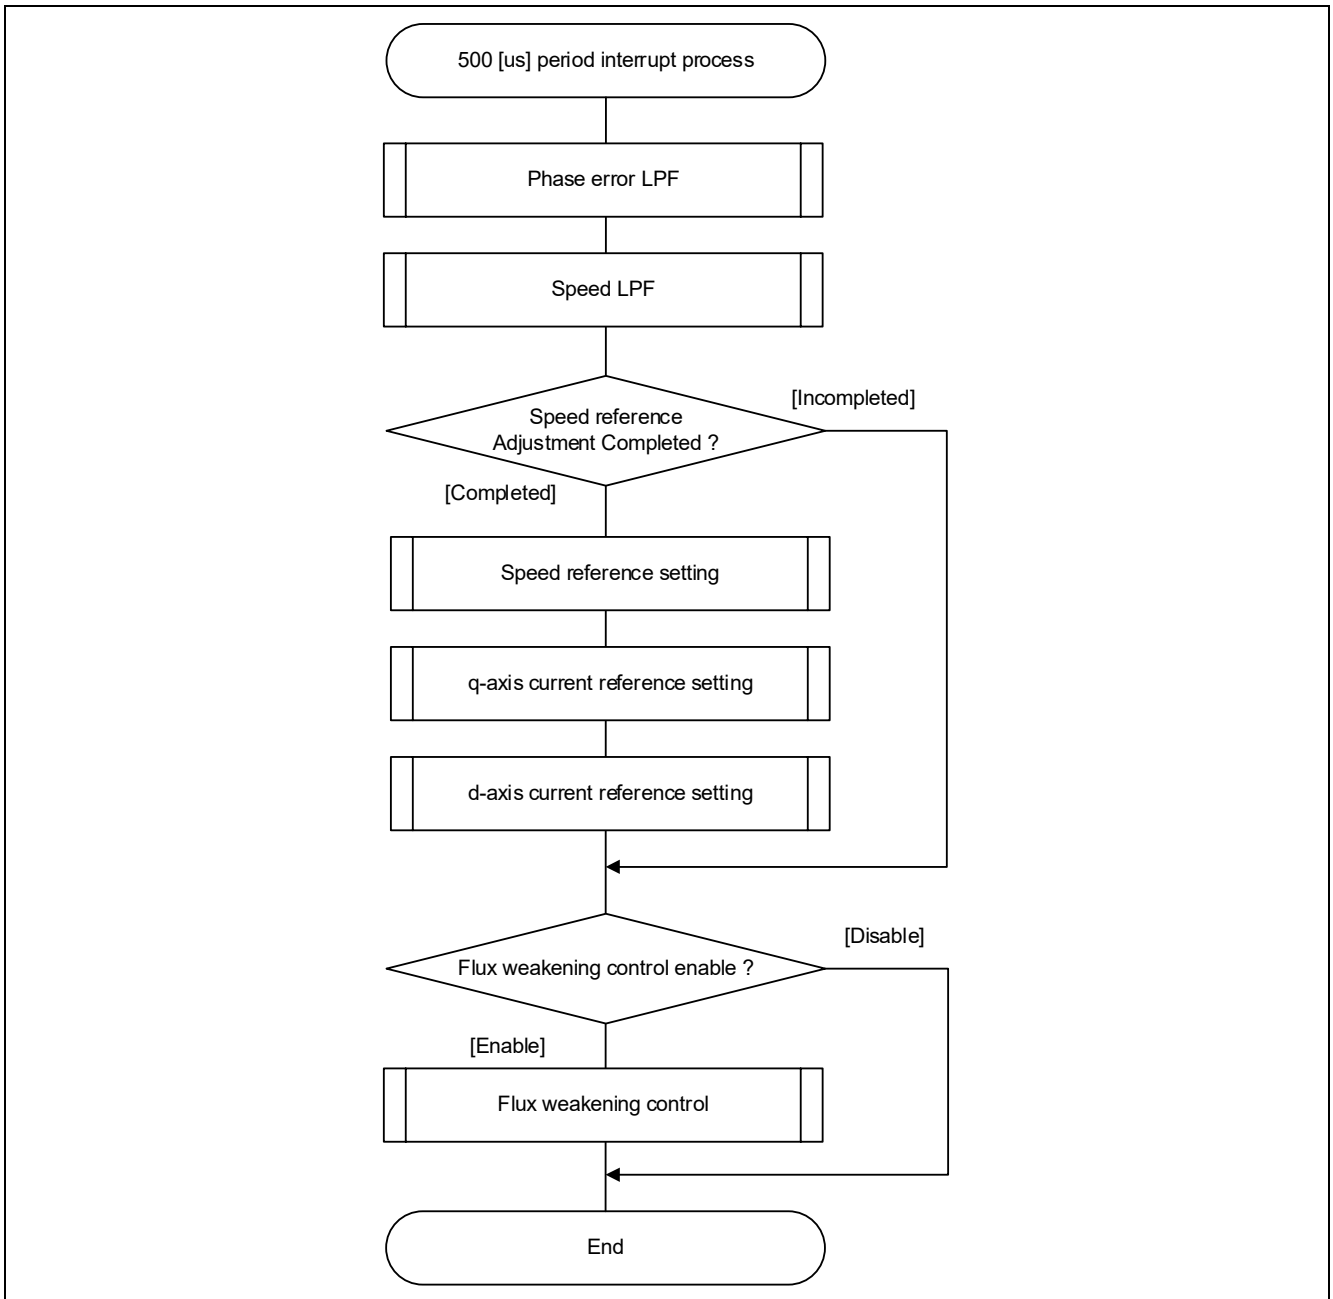 500 [us] period interrupt process
Phase error LPF
Speed LPF
[Incompleted]
Speed reference
Adjustment Completed ?
[Completed]
Speed reference setting
q-axis current reference setting
d-axis current reference setting
[Disable]
Flux weakening control enable ?
[Enable]
Flux weakening control
End